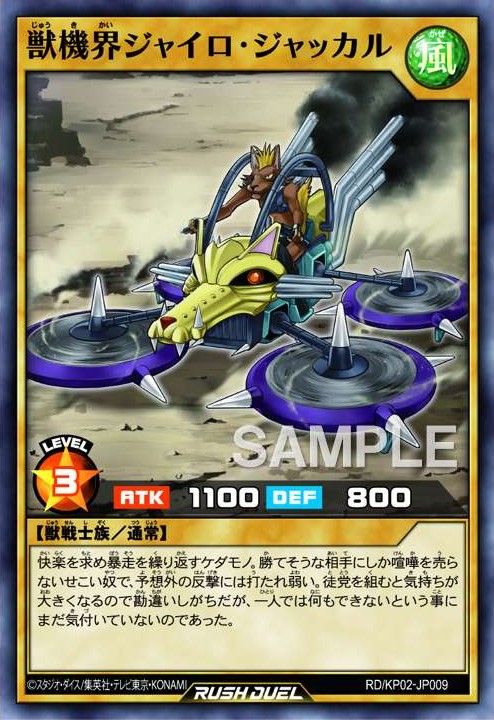 獣機界ジャイロ・ジャッカル
風
SAMPLE
LEVEL
3
ATK 1100 DEF 800
【獣戦士族／通常】
快楽を求め暴走を繰り返すケダモノ。勝てそうな相手にしか喧嘩を売ら
ないせこい奴で、予想外の反撃には打たれ弱い。徒党を組むと気持ちが
大きくなるので勘違いしがちだが、一人では何もできないという事に
まだ気付いていないのであった。
©スタジオ・ダイス/集英社・テレビ東京・KONAMI
RUSH DUEL
RD/KP02-JP009